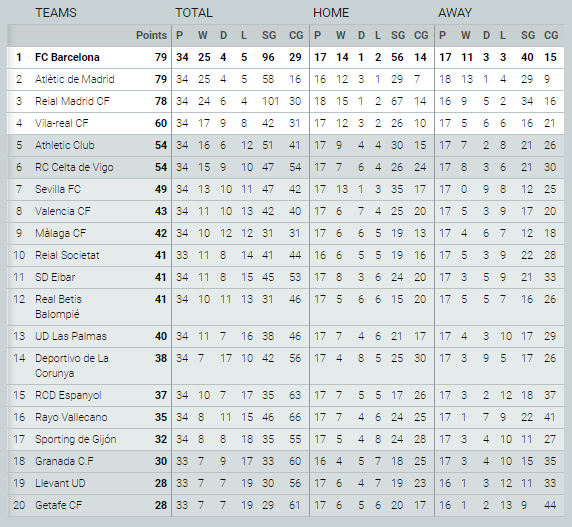 TEAMS TOTAL HOME AWAY
Points P W D L SG CG P W D L SG CG P W D L SG CG
1 FC Barcelona 79 34 25 4 5 96 29 17 14 1 2 56 14 17 11 3 3 40 15
2 Atlètic de Madrid 79 34 25 4 5 58 16 16 12 3 1 29 7 18 13 1 4 29 9
3 Reial Madrid CF 78 34 24 6 4 101 30 18 15 1 2 67 14 16 9 5 2 34 16
4 Vila-real CF 60 34 17 9 8 42 31 17 12 3 2 26 10 17 5 6 6 16 21
5 Athletic Club 54 34 16 6 12 51 41 17 9 4 4 30 15 17 7 2 8 21 26
6 RC Celta de Vigo 54 34 15 9 10 47 54 17 7 6 4 26 24 17 8 3 6 21 30
7 Sevilla FC 49 34 13 10 11 47 42 17 13 1 3 35 17 17 0 9 8 12 25
8 Valencia CF 43 34 11 10 13 42 40 17 6 7 4 25 20 17 5 3 9 17 20
9 Màlaga CF 42 34 10 12 12 31 31 17 6 6 5 19 13 17 4 6 7 12 18
10 Reial Societat 41 33 11 8 14 41 44 16 6 5 5 19 16 17 5 3 9 22 28
11 SD Eibar 41 34 11 8 15 45 53 17 8 3 6 24 20 17 3 5 9 21 33
12 Real Betis 41 34 10 11 13 31 46 17 5 6 6 15 20 17 5 5 7 16 26
Balompié
13 UD Las Palmas 40 34 11 7 16 38 46 17 7 4 6 21 17 17 4 3 10 17 29
14 Deportivo de La 38 34 7 17 10 42 56 17 4 8 5 25 30 17 3 9 5 17 26
Corunya
15 RCD Espanyol 37 34 10 7 17 35 63 17 7 5 5 17 26 17 3 2 12 18 37
16 Rayo Vallecano 35 34 8 11 15 46 66 17 7 4 6 24 25 17 1 7 9 22 41
17 Sporting de Gijón 32 34 8 8 18 35 55 17 5 4 8 24 28 17 3 4 10 11 27
18 Granada C.F 30 33 7 9 17 33 60 16 4 5 7 18 25 17 3 4 10 15 35
19 Llevant UD 28 33 7 7 19 30 56 17 6 4 7 19 23 16 1 3 12 11 33
20 Getafe CF 28 33 7 7 19 29 61 17 6 5 6 20 17 16 1 2 13 9 44